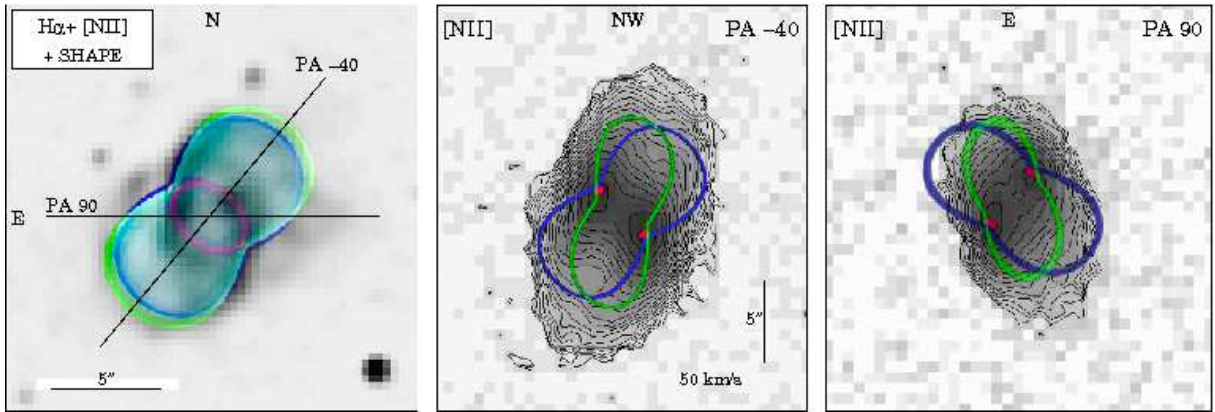 Hα+ [NII]
+ SHAPE
N
PA –40
PA 90
E
5″
[NII]
NW
PA –40
5″
50 km/s
[NII]
E
PA 90